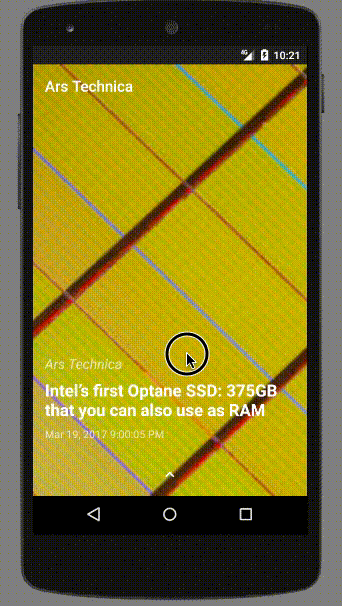 4G 10:21
Ars Technica
Ars Technica
Intel's first Optane SSD: 375GB
that you can also use as RAM
Mar 19, 2017 9:00:05 PM